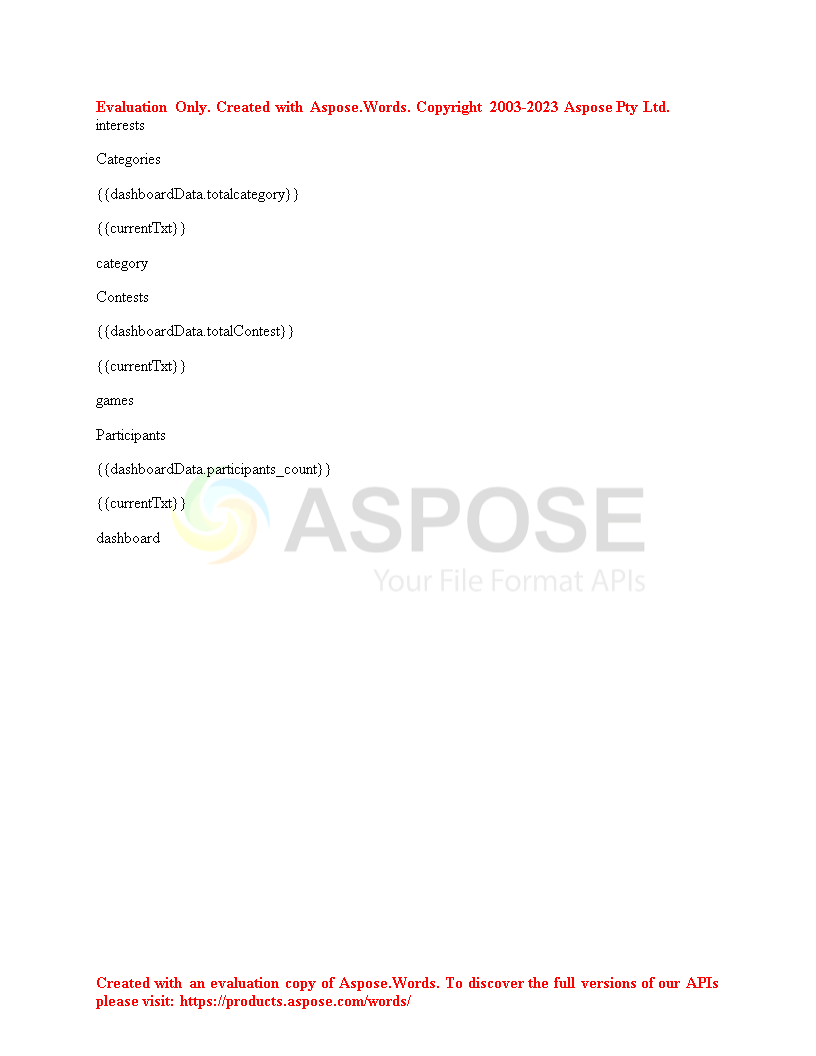 Evaluation Only. Created with Aspose.Words. Copyright 2003-2023 Aspose Pty Ltd.
interests
Categories
{{dashboardData.totalcategory}}
{{currentTxt}}
category
Contests
{{dashboardData.totalContest}}
{{currentTxt}}
games
Participants
{{dashboardData.participants_count}}
{{currentTxt}}
ASPOSE
dashboard
Your File Format APIs
Created with an evaluation copy of Aspose.Words. To discover the full versions of our APIs
please visit: https://products.aspose.com/words/